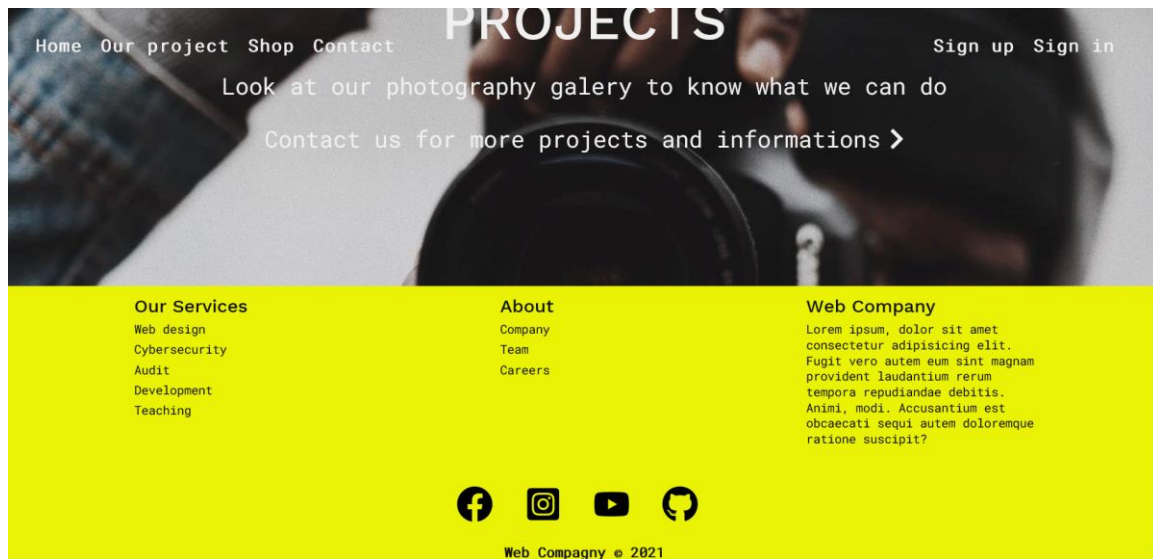 PROJECTS
Home Our project Shop Contact
Sign up Sign in
Look at our photography galery to know what we can do
Contact us for more projects and informations
Our Services
Web design
Cybersecurity
Audit
Development
Teaching
About
Company
Team
Careers
Web Company
Lorem ipsum, dolor sit amet
consectetur adipisicing elit.
Fugit vero autem eum sint magnam
provident laudantium rerum
tempora repudiandae debitis.
Animi, modi. Accusantium est
obcaecati sequi autem doloremque
ratione suscipit?
Web Compagny © 2021